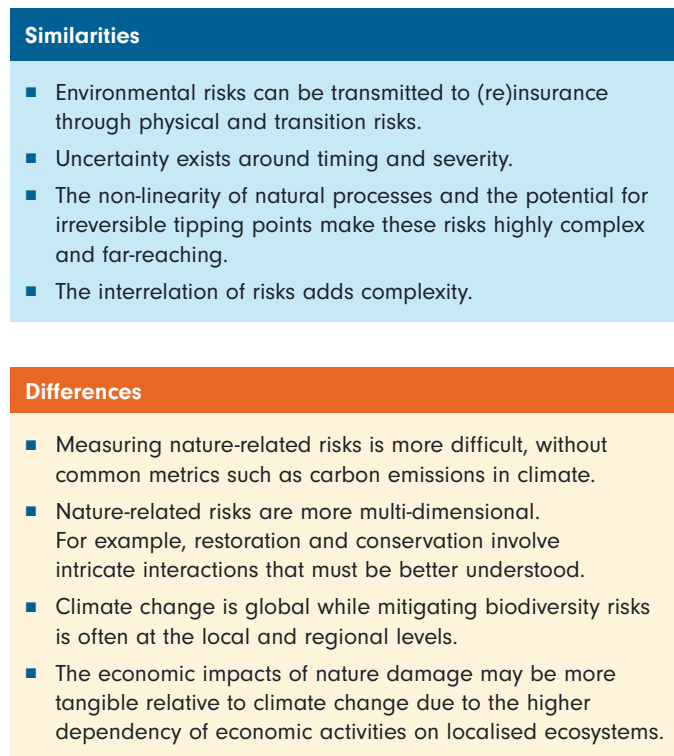 Similarities
▪ Environmental risks can be transmitted to (re)insurance
through physical and transition risks.
▪ Uncertainty exists around timing and severity.
▪ The non-linearity of natural processes and the potential for
irreversible tipping points make these risks highly complex
and far-reaching.
▪ The interrelation of risks adds complexity.
Differences
▪ Measuring nature-related risks is more difficult, without
common metrics such as carbon emissions in climate.
▪ Nature-related risks are more multi-dimensional.
For example, restoration and conservation involve
intricate interactions that must be better understood.
▪ Climate change is global while mitigating biodiversity risks
is often at the local and regional levels.
▪ The economic impacts of nature damage may be more
tangible relative to climate change due to the higher
dependency of economic activities on localised ecosystems.